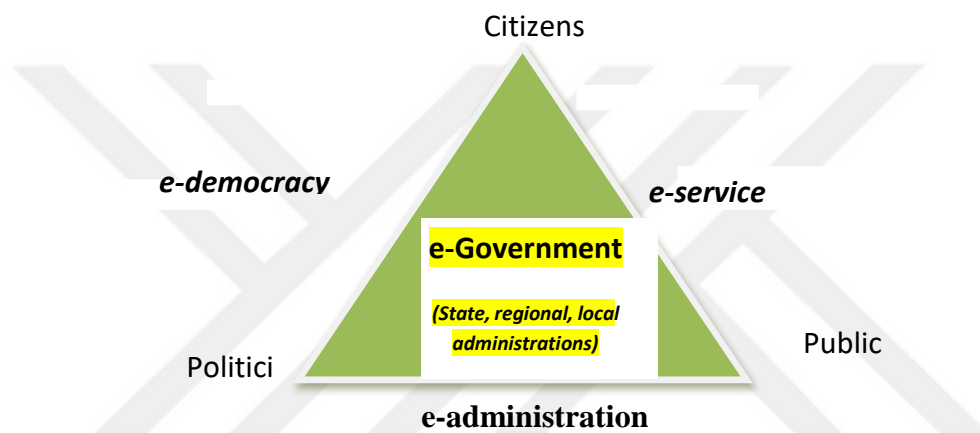 Citizens
e-democracy
e-service
e-Government
(State, regional, local
administrations)
Public
Politici
e-administration